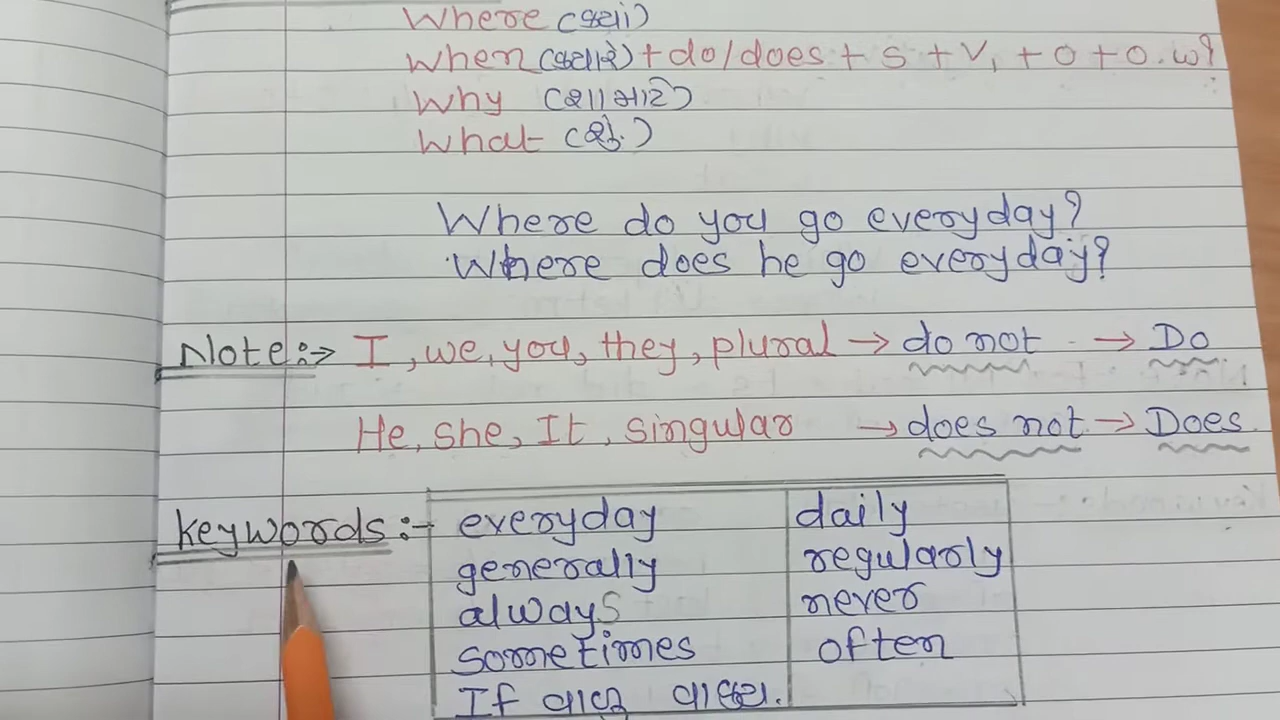 Where (ક્યાં)
When (ક્યારે) + do/does + S + V₁ + O + O.W?
Why (શા માટે)
What (શું)
Where do you go everyday?
Where does he go everyday?
Note:-> I, we, you, they, plural → do not → Do
He, she, It, singular → does not → Does.
Keywords:- everyday daily
generally regularly
always never
sometimes often
If વાળું વાક્ય.